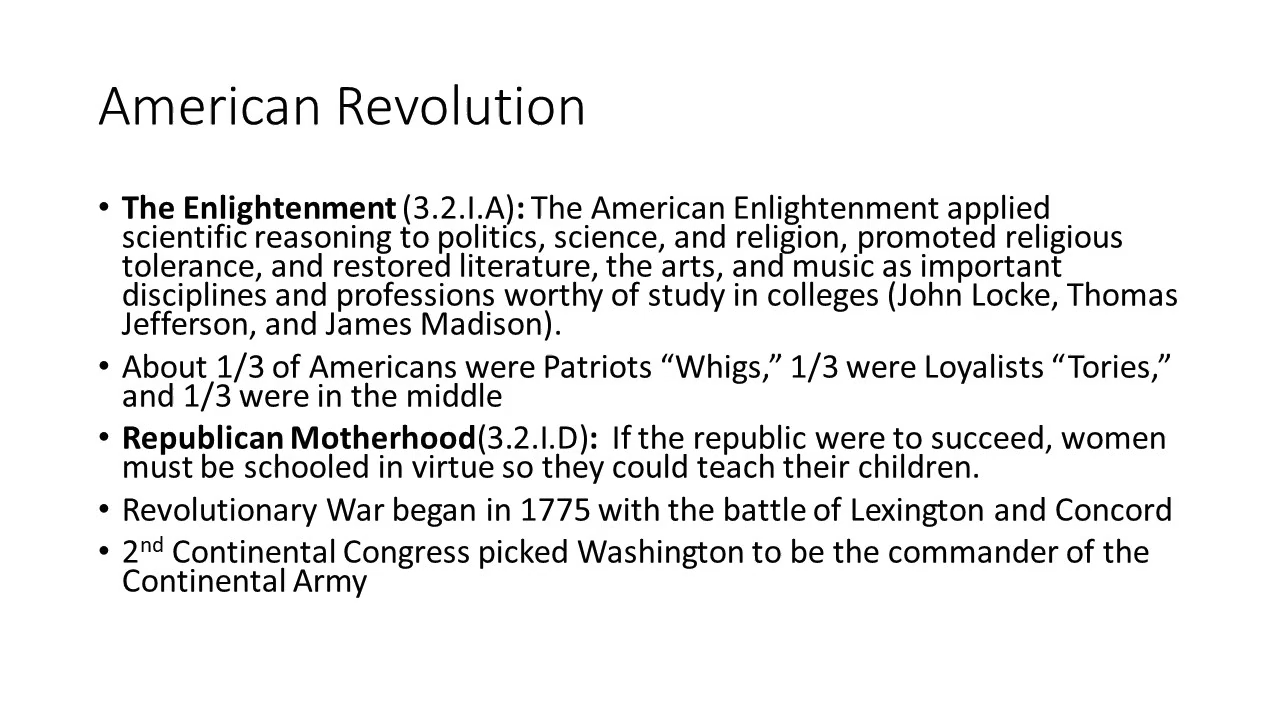 American Revolution
• The Enlightenment (3.2.I.A): The American Enlightenment applied
scientific reasoning to politics, science, and religion, promoted religious
tolerance, and restored literature, the arts, and music as important
disciplines and professions worthy of study in colleges (John Locke, Thomas
Jefferson, and James Madison).
• About 1/3 of Americans were Patriots “Whigs,” 1/3 were Loyalists “Tories,”
and 1/3 were in the middle
• Republican Motherhood(3.2.I.D):  If the republic were to succeed, women
must be schooled in virtue so they could teach their children.
• Revolutionary War began in 1775 with the battle of Lexington and Concord
• 2nd Continental Congress picked Washington to be the commander of the
Continental Army